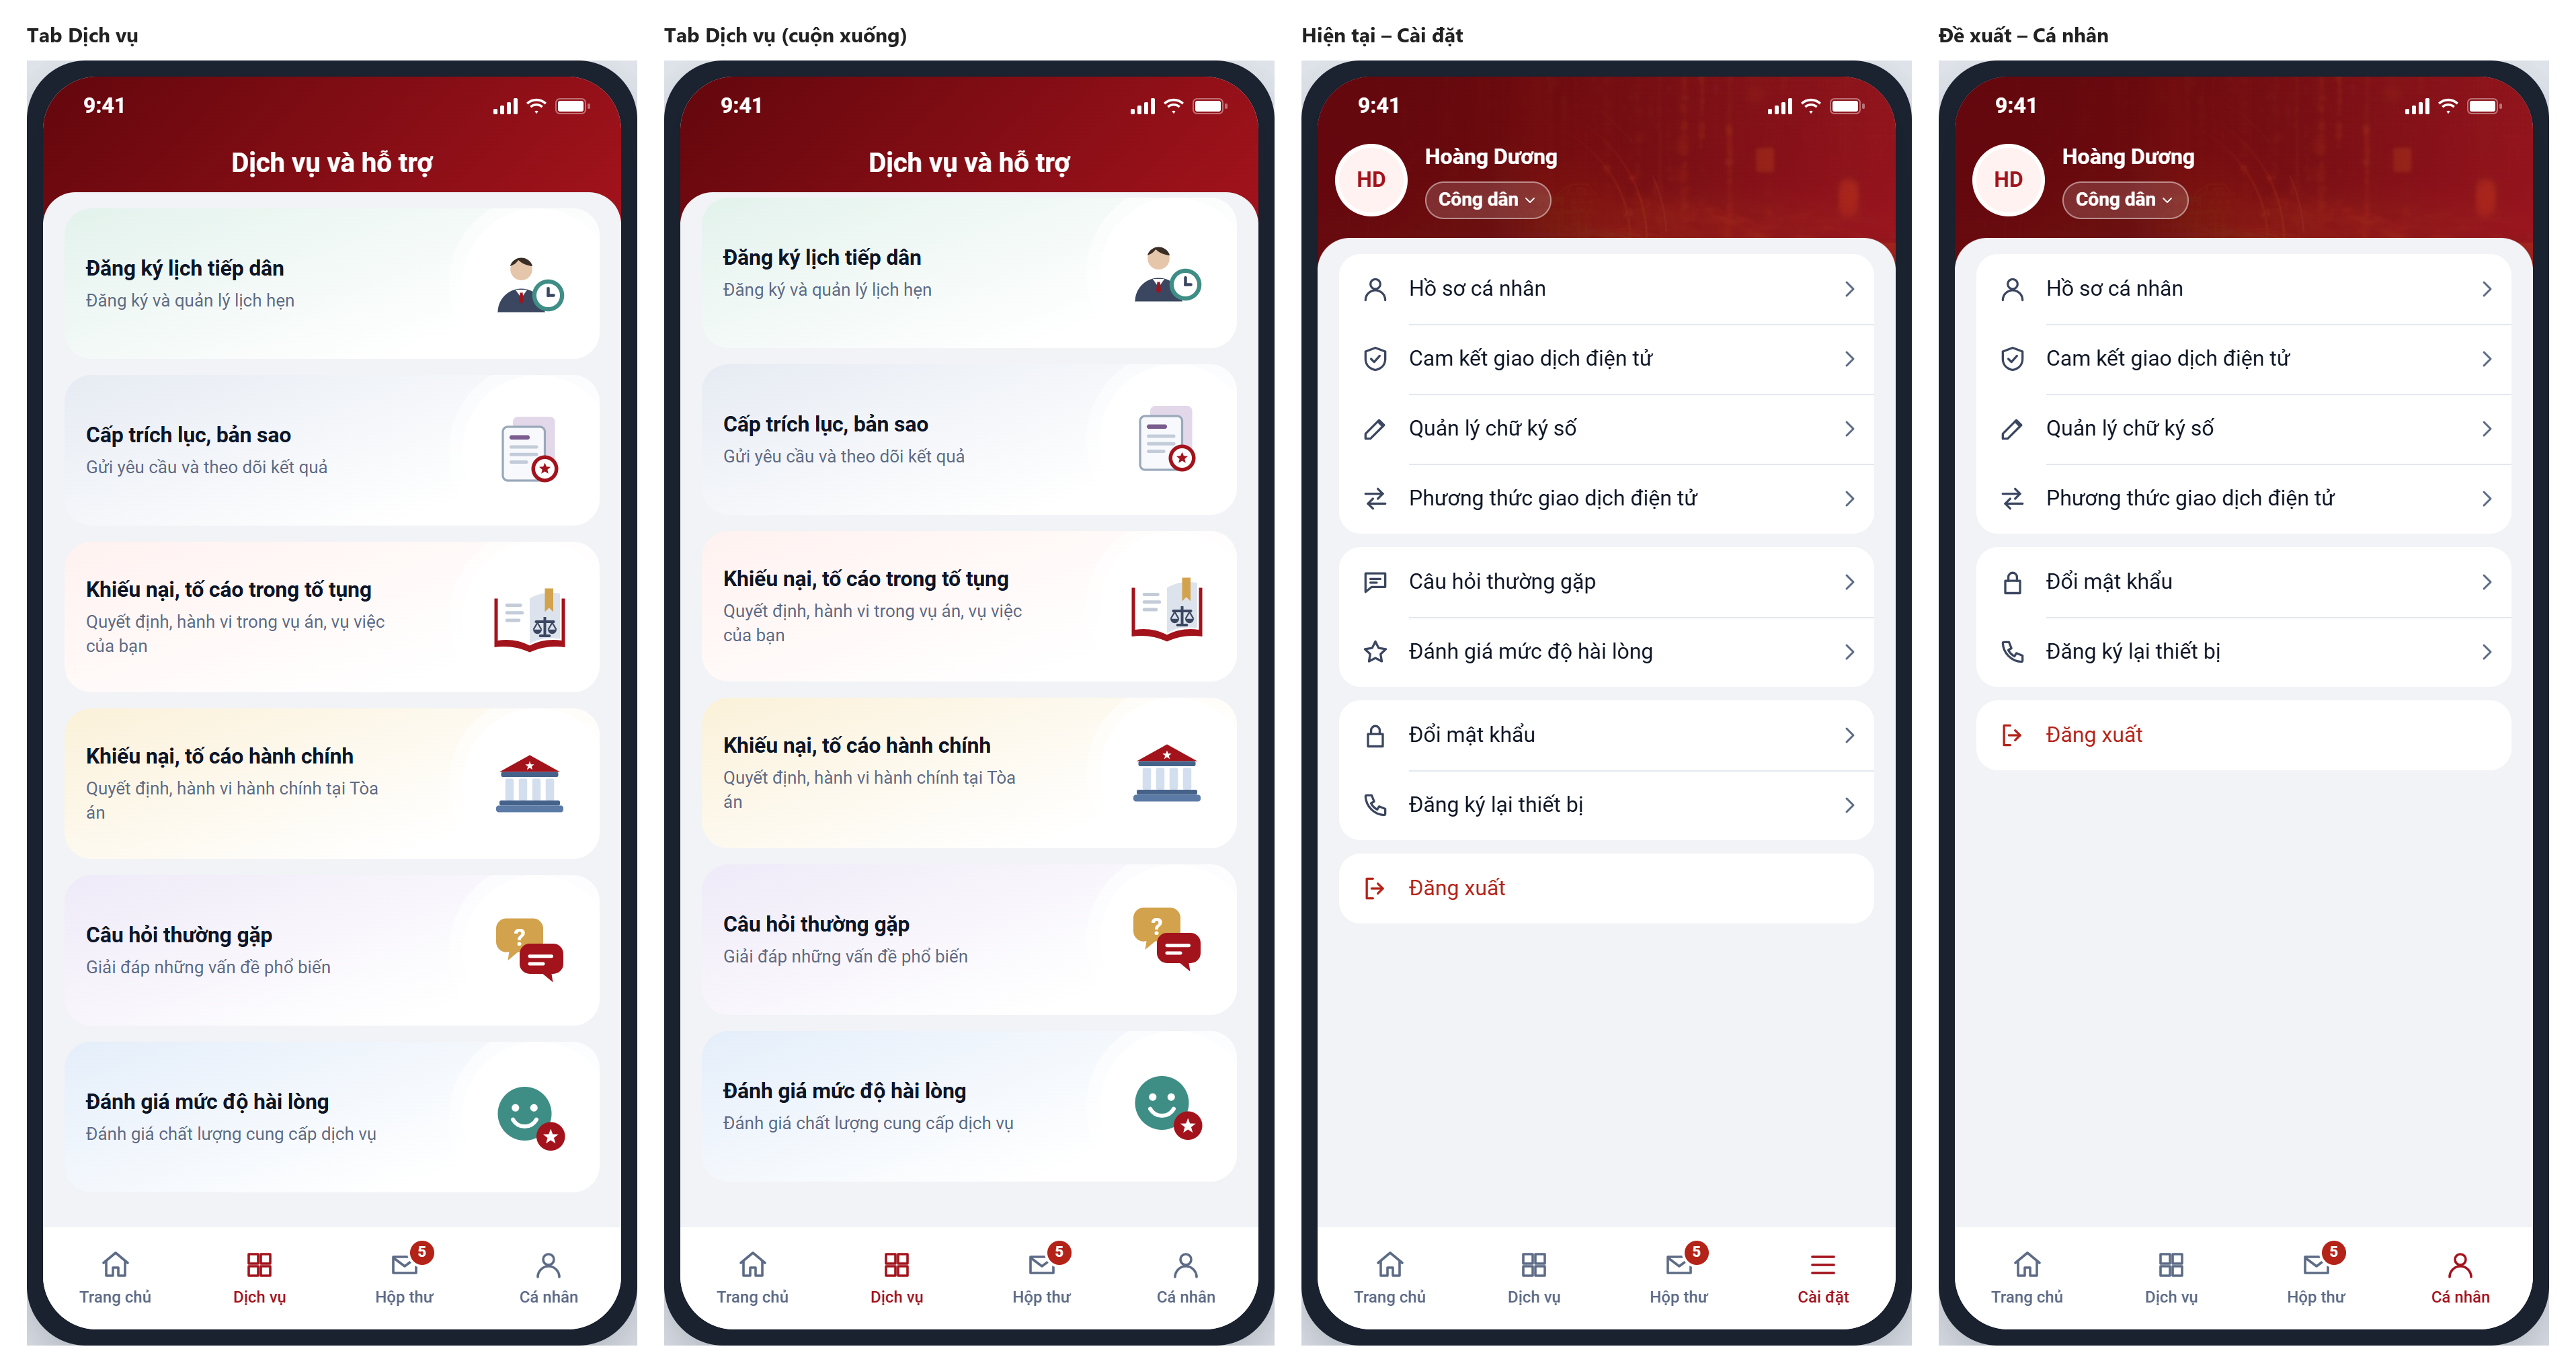 Tab Dịch vụ
9:41
Dịch vụ và hỗ trợ
Đăng ký lịch tiếp dân
Đăng ký và quản lý lịch hẹn
Cấp trích lục, bản sao
Gửi yêu cầu và theo dõi kết quả
Khiếu nại, tố cáo trong tố tụng
Quyết định, hành vi trong vụ án, vụ việc
của bạn
Khiếu nại, tố cáo hành chính
Quyết định, hành vi hành chính tại Tòa
án
Câu hỏi thường gặp
?
Giải đáp những vấn đề phổ biến
Đánh giá mức độ hài lòng
Đánh giá chất lượng cung cấp dịch vụ
5
Trang chủ
Dịch vụ
Hộp thư
Cá nhân
Tab Dịch vụ (cuộn xuống)
9:41
Dịch vụ và hỗ trợ
Đăng ký lịch tiếp dân
Đăng ký và quản lý lịch hẹn
Cấp trích lục, bản sao
Gửi yêu cầu và theo dõi kết quả
Khiếu nại, tố cáo trong tố tụng
Quyết định, hành vi trong vụ án, vụ việc
của bạn
Khiếu nại, tố cáo hành chính
Quyết định, hành vi hành chính tại Tòa
án
Câu hỏi thường gặp
?
Giải đáp những vấn đề phổ biến
Đánh giá mức độ hài lòng
Đánh giá chất lượng cung cấp dịch vụ
5
Trang chủ
Dịch vụ
Hộp thư
Cá nhân
Hiện tại – Cài đặt
9:41
HD
Hoàng Dương
Công dân
Hồ sơ cá nhân
Cam kết giao dịch điện tử
Quản lý chữ ký số
Phương thức giao dịch điện tử
Câu hỏi thường gặp
Đánh giá mức độ hài lòng
Đổi mật khẩu
Đăng ký lại thiết bị
Đăng xuất
5
Trang chủ
Dịch vụ
Hộp thư
Cài đặt
Đề xuất – Cá nhân
9:41
HD
Hoàng Dương
Công dân
Hồ sơ cá nhân
Cam kết giao dịch điện tử
Quản lý chữ ký số
Phương thức giao dịch điện tử
Đổi mật khẩu
Đăng ký lại thiết bị
Đăng xuất
5
Trang chủ
Dịch vụ
Hộp thư
Cá nhân